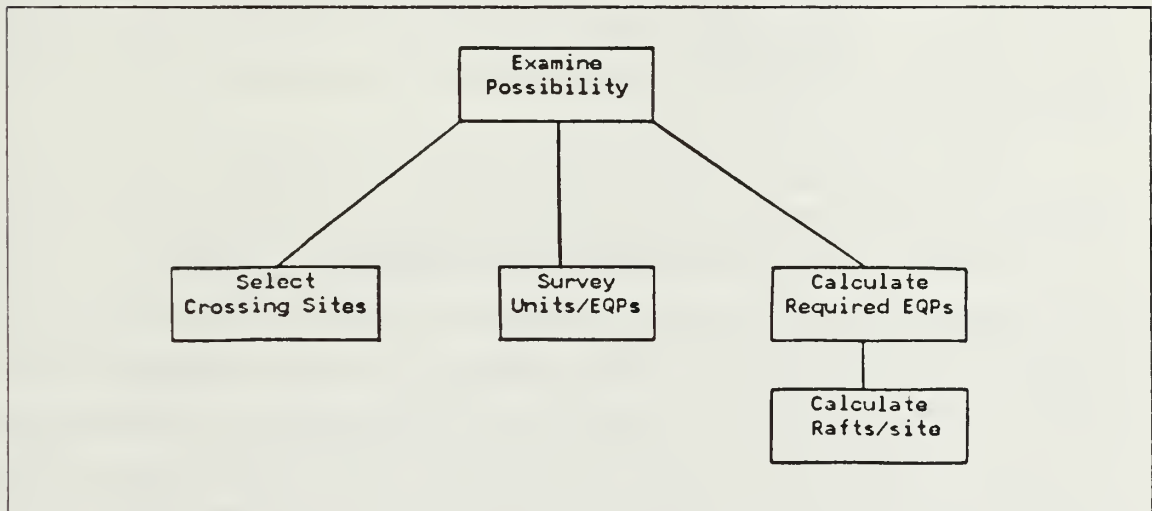 Examine
Possibility
Select
Crossing Sites
Survey
Units/EQPs
Calculate
Required EQPs
Calculate
Rafts/site